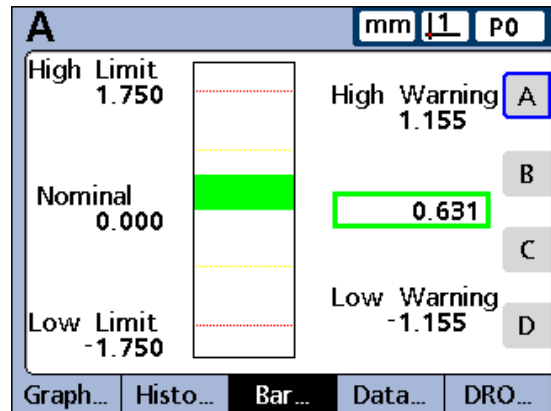 A
mm 1 P0
High Limit
1.750
High Warning
1.155
A
B
Nominal
0.000
0.631
C
Low Limit
-1.750
Low Warning
-1.155
D
Graph... Histo... Bar... Data... DRO...